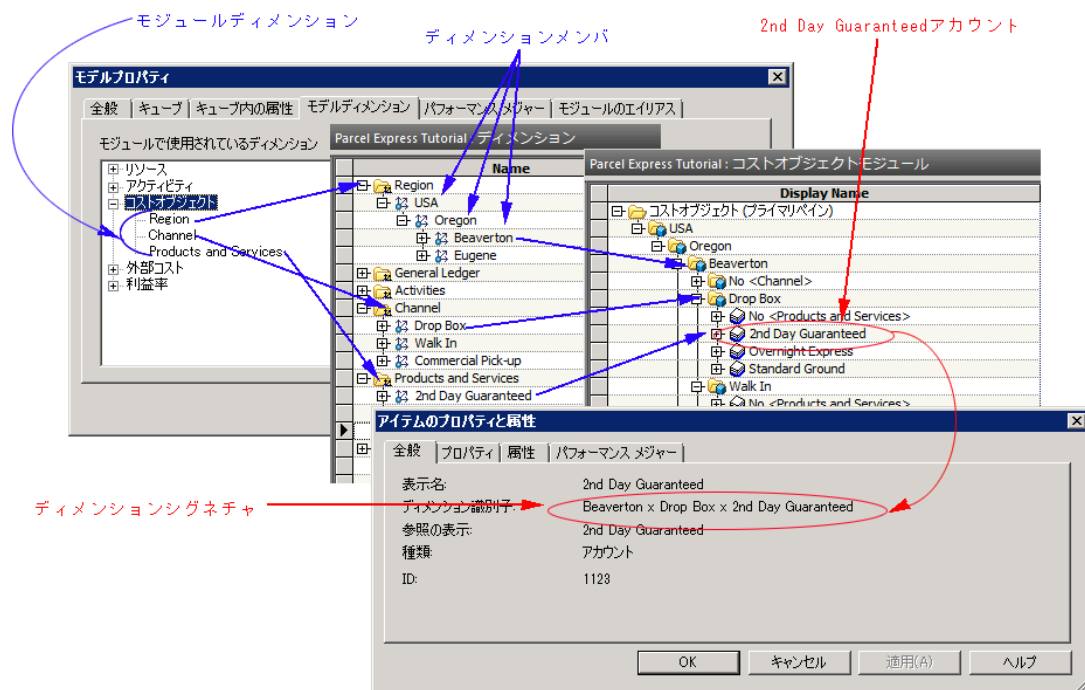 モジュールディメンション
ディメンションメンバ
2nd Day Guaranteedアカウント
モデルプロパティ
全般
キューブ
キューブ内の属性
モデルディメンション
パフォーマンス メジャー
モジュールのエイリアス
モジュールで使用されているディメンション
リソース
アクティビティ
コストオブジェクト
Region
Channel
Products and Services
外部コスト
利益率
Parcel Express Tutorial : ディメンション
Name
Region
USA
Oregon
Beaverton
Eugene
General Ledger
Activities
Channel
Drop Box
Walk In
Commercial Pick-up
Products and Services
2nd Day Guaranteed
Parcel Express Tutorial : コストオブジェクトモジュール
Display Name
コストオブジェクト (プライマリペイン)
USA
Oregon
Beaverton
No <Channel>
Drop Box
No <Products and Services>
2nd Day Guaranteed
Overnight Express
Standard Ground
Walk In
No <Products and Services>
アイテムのプロパティと属性
全般
プロパティ
属性
パフォーマンス メジャー
表示名: 2nd Day Guaranteed
ディメンションシグネチャ
ディメンション識別子: Beaverton x Drop Box x 2nd Day Guaranteed
参照の表示: 2nd Day Guaranteed
種類: アカウント
ID: 1123
OK
キャンセル
適用(A)
ヘルプ